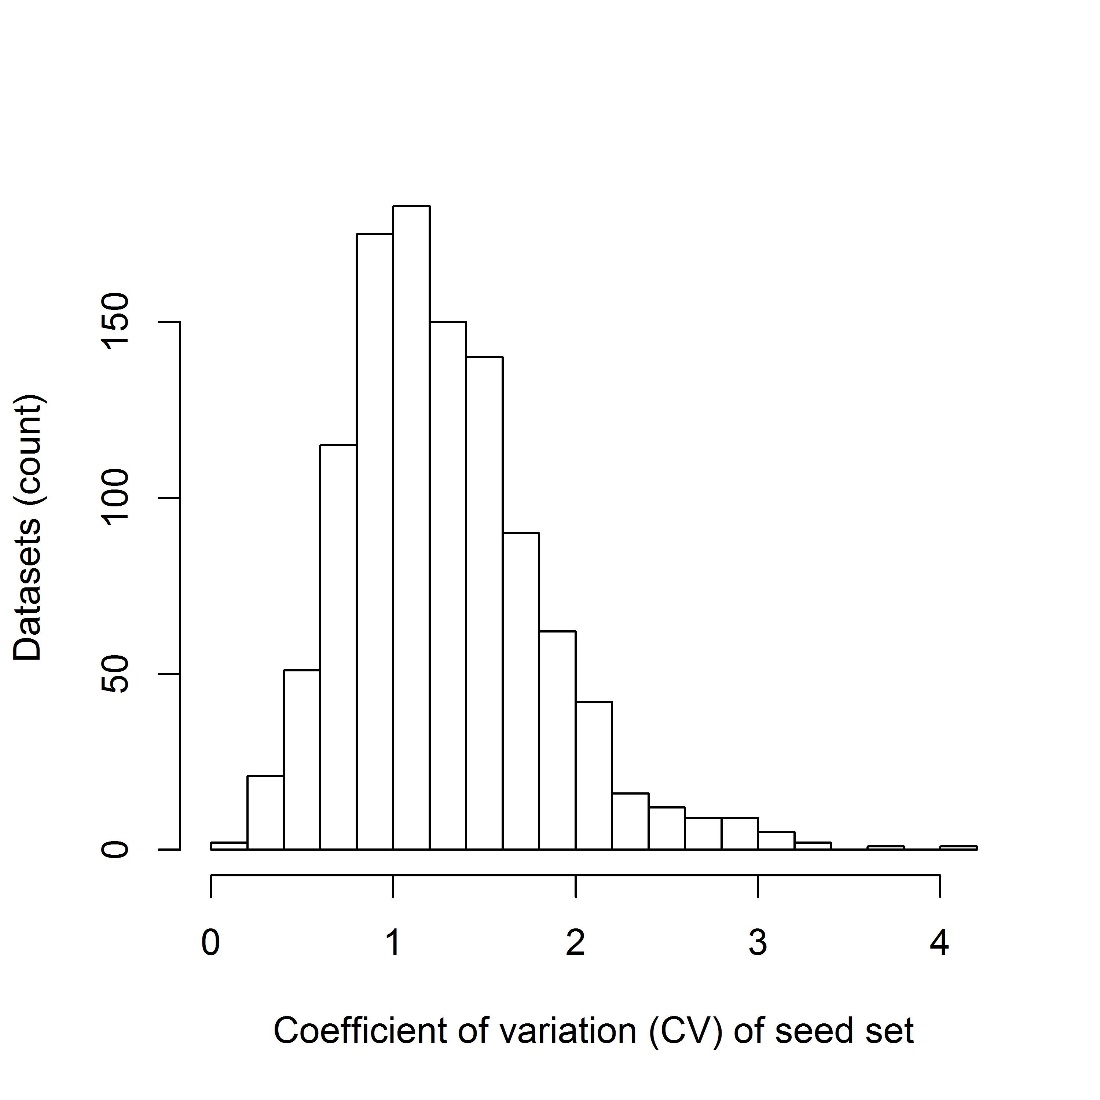 Datasets (count)
150
100
50
0
0 1 2 3 4
Coefficient of variation (CV) of seed set